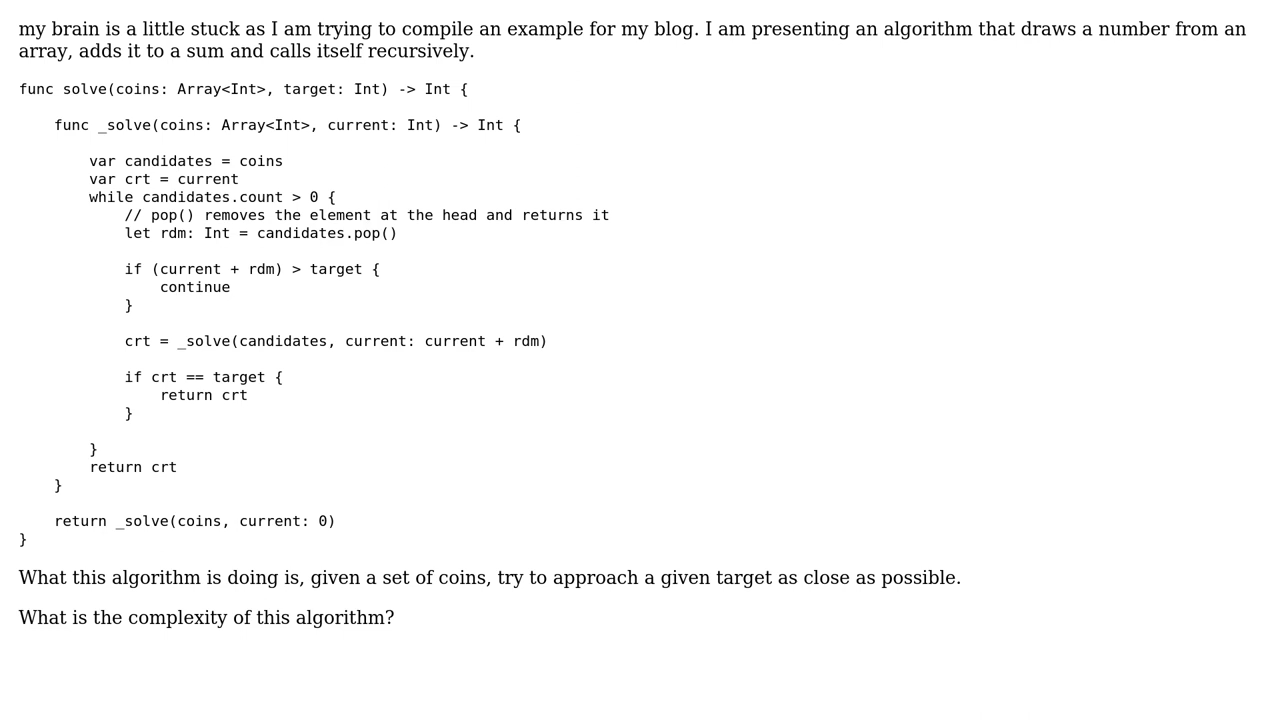 my brain is a little stuck as I am trying to compile an example for my blog. I am presenting an algorithm that draws a number from an
array, adds it to a sum and calls itself recursively.
func solve(coins: Array<Int>, target: Int) -> Int {
    func _solve(coins: Array<Int>, current: Int) -> Int {
        var candidates = coins
        var crt = current
        while candidates.count > 0 {
            // pop() removes the element at the head and returns it
            let rdm: Int = candidates.pop()
            if (current + rdm) > target {
                continue
            }
            crt = _solve(candidates, current: current + rdm)
            if crt == target {
                return crt
            }
        }
        return crt
    }
    return _solve(coins, current: 0)
}
What this algorithm is doing is, given a set of coins, try to approach a given target as close as possible.
What is the complexity of this algorithm?